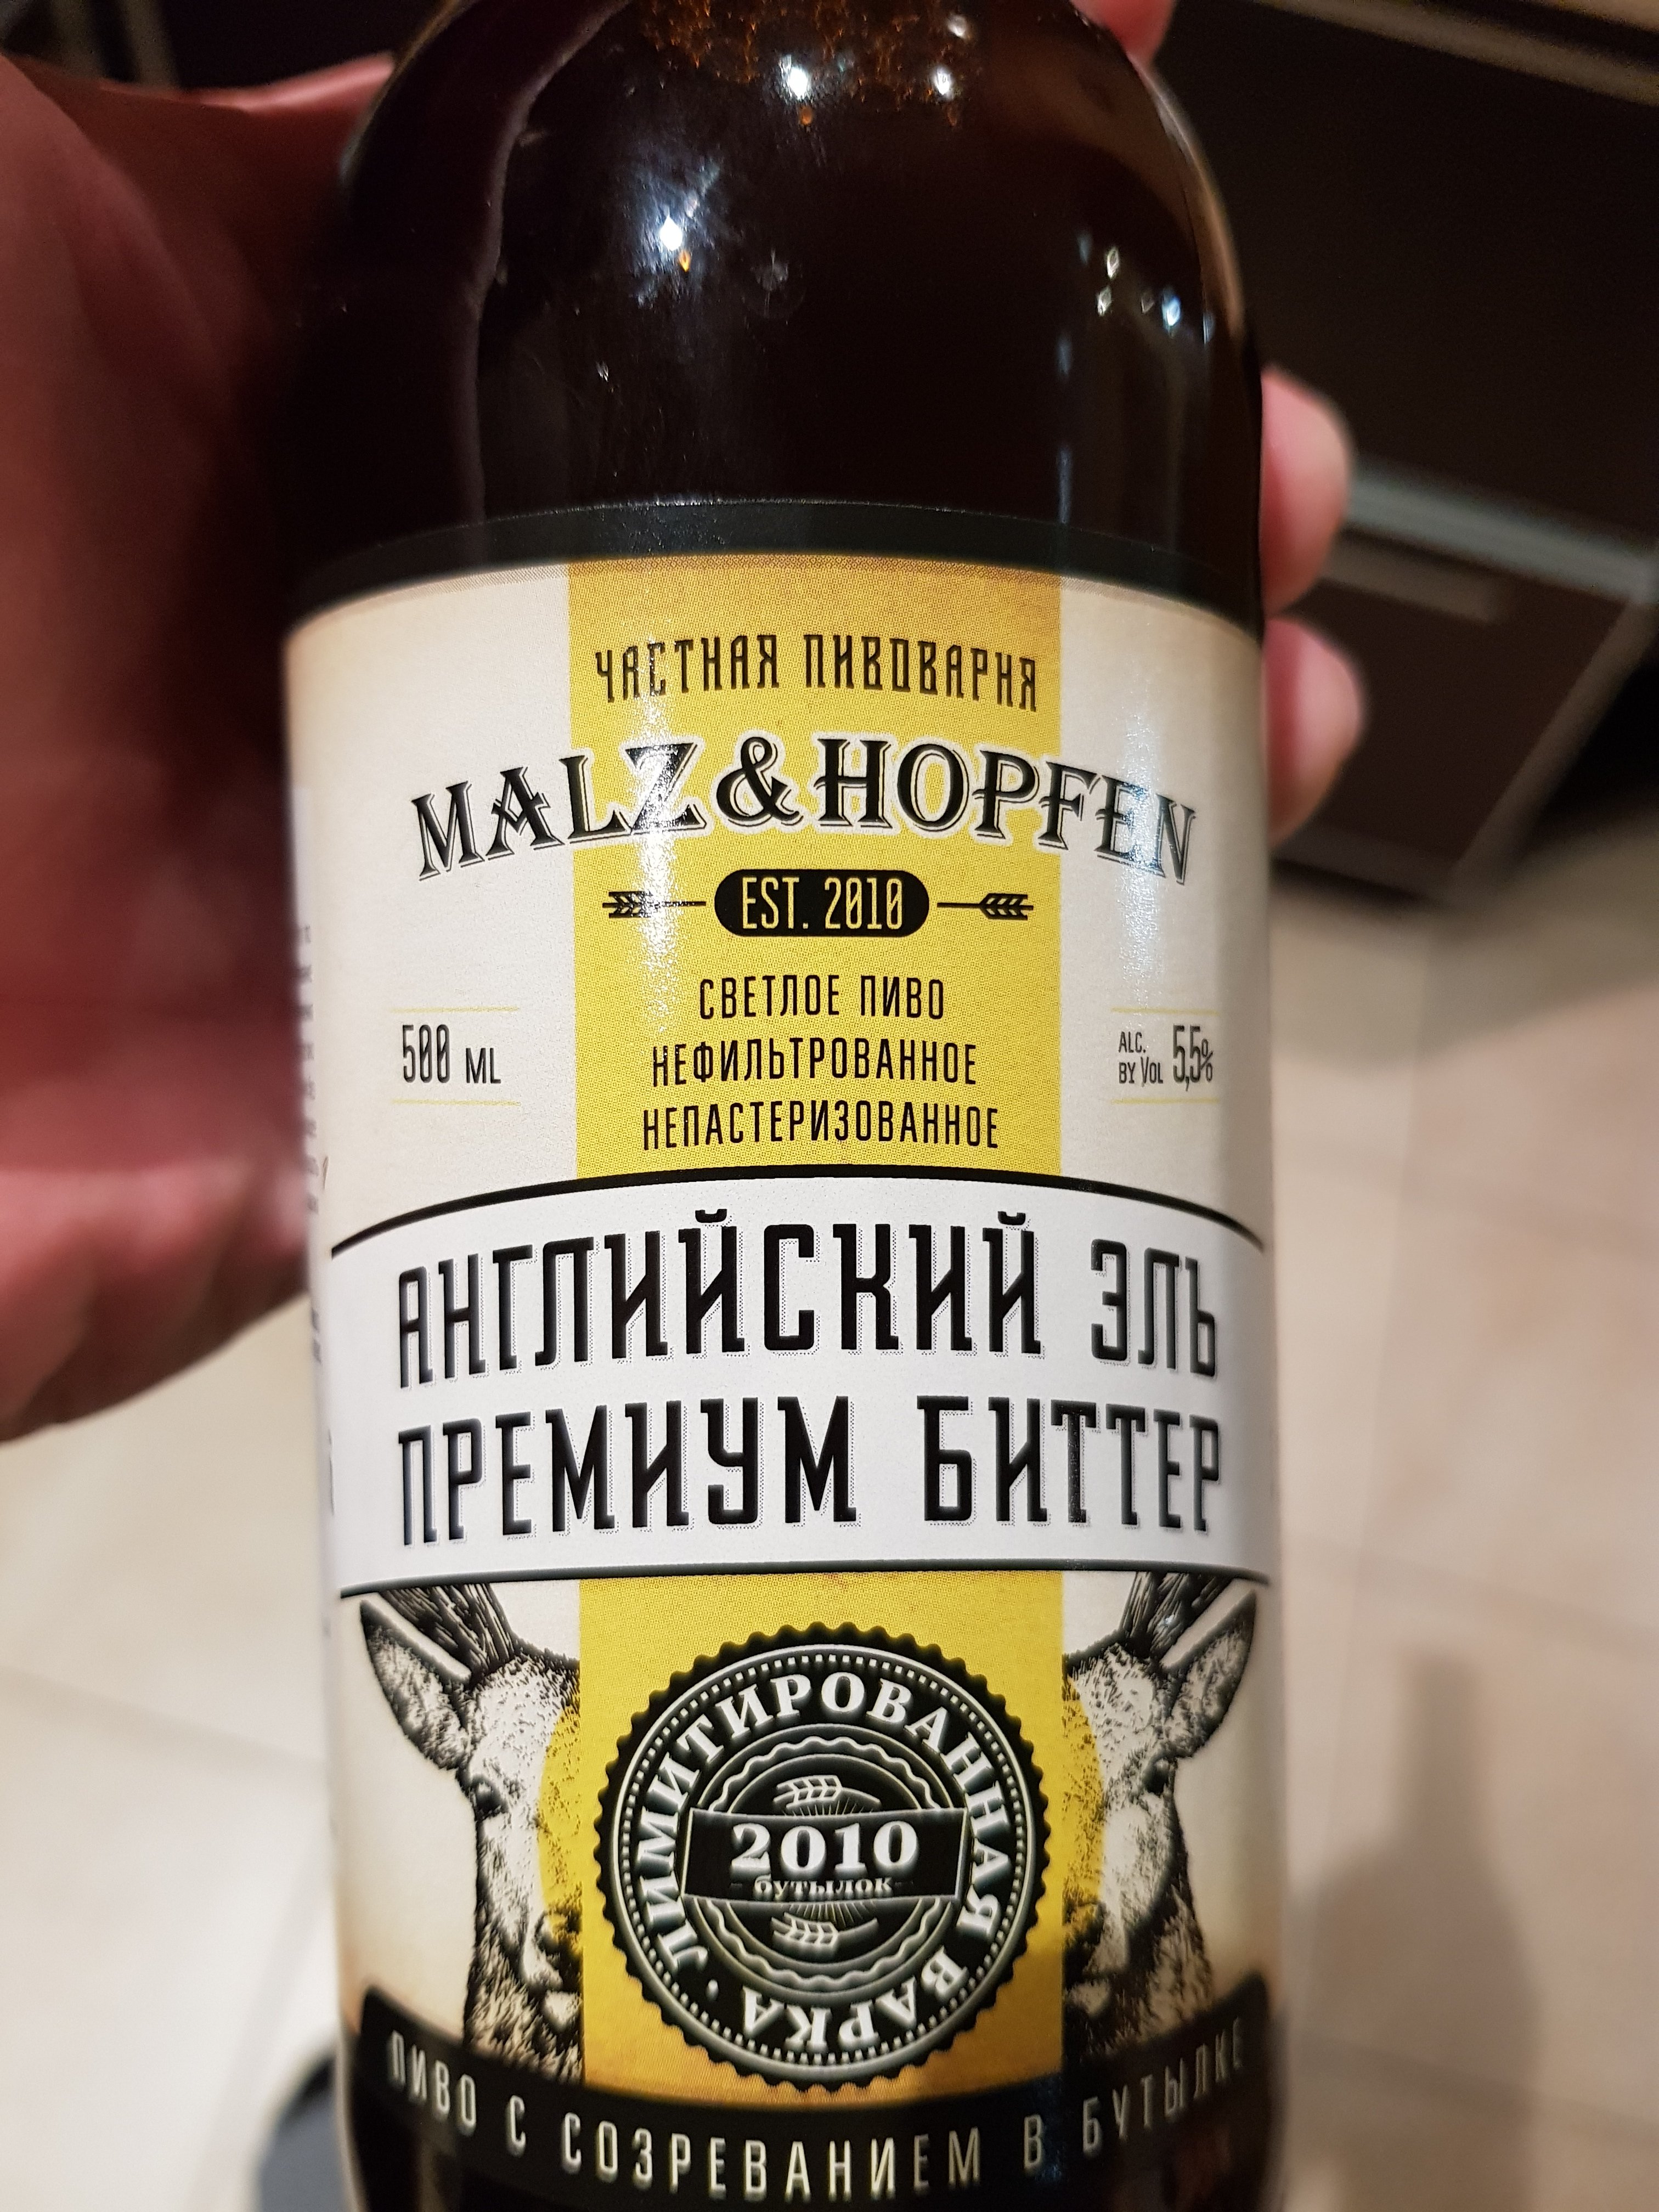 ЧАСТНАЯ ПИВОВАРНЯ
MALZ & HOPFEN
EST. 2010
СВЕТЛОЕ ПИВО
НЕФИЛЬТРОВАННОЕ
НЕПАСТЕРИЗОВАННОЕ
500 ML
ALC.
BY VOL 5,5%
АНГЛИЙСКИЙ ЭЛЬ
ПРЕМИУМ БИТТЕР
ЛИМИТИРОВАННАЯ ВАРКА
2010
бутылок
ПИВО С СОЗРЕВАНИЕМ В БУТЫЛКЕ